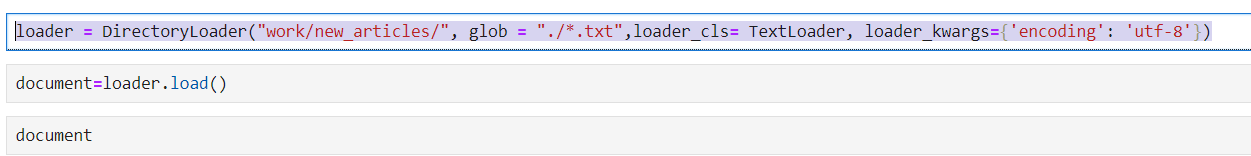 loader = DirectoryLoader("work/new_articles/", glob = "./*.txt",loader_cls= TextLoader, loader_kwargs={'encoding': 'utf-8'})
document=loader.load()
document